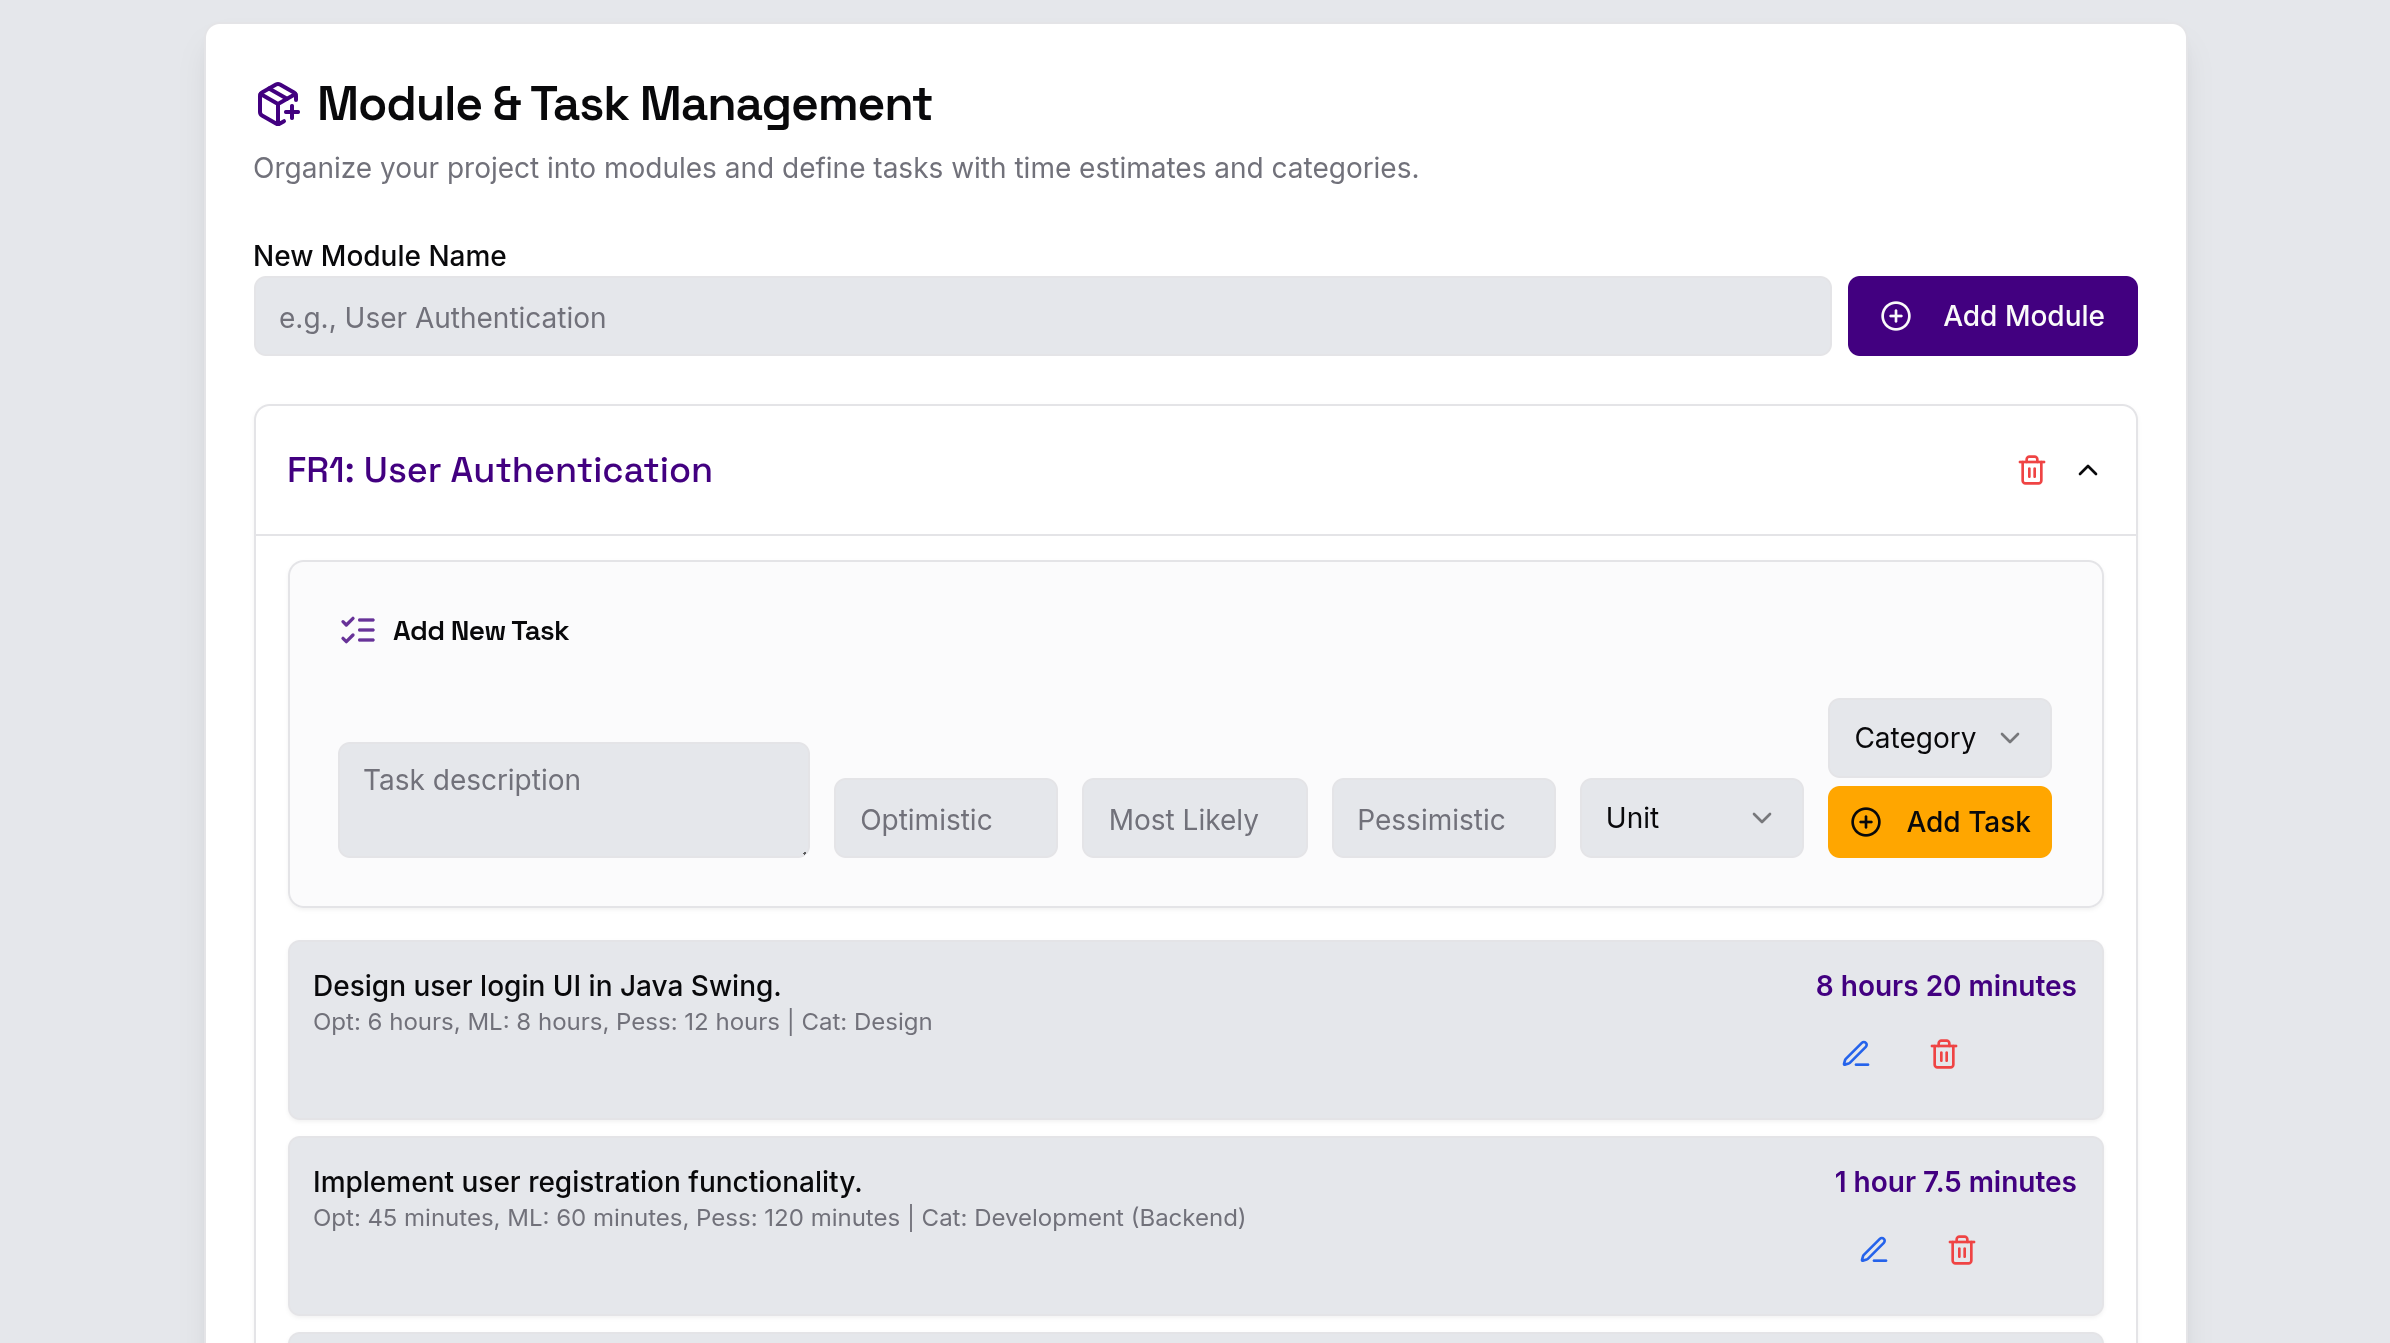 Module & Task Management
Organize your project into modules and define tasks with time estimates and categories.
New Module Name
e.g., User Authentication
Add Module
FR1: User Authentication
Add New Task
Task description
Optimistic
Most Likely
Pessimistic
Unit
Category
Add Task
Design user login UI in Java Swing.
8 hours 20 minutes
Opt: 6 hours, ML: 8 hours, Pess: 12 hours | Cat: Design
Implement user registration functionality.
1 hour 7.5 minutes
Opt: 45 minutes, ML: 60 minutes, Pess: 120 minutes | Cat: Development (Backend)